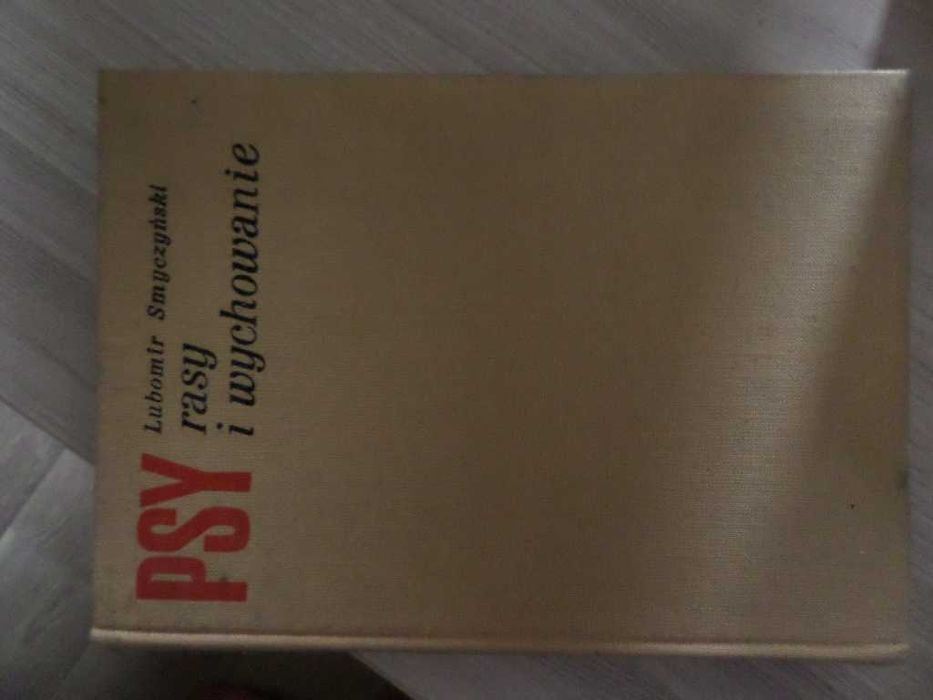 Lubomir Smyczyński
PSY
rasy
i wychowanie